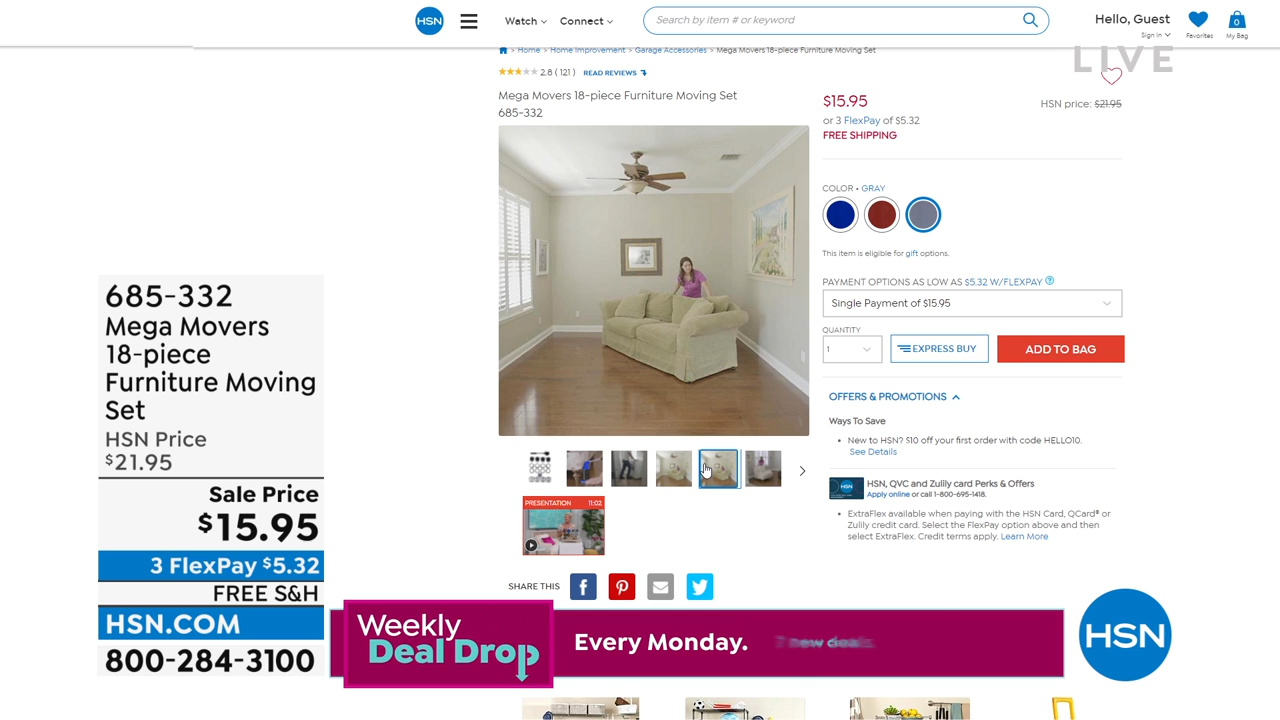 HSN
Watch
Connect
Search by item # or keyword
Hello, Guest
Sign in
Favorites
0
My Bag
LIVE
> Home > Home Improvement > Garage Accessories > Mega Movers 18-piece Furniture Moving Set
2.8 ( 121 ) READ REVIEWS
Mega Movers 18-piece Furniture Moving Set
685-332
$15.95
HSN price: $21.95
or 3 FlexPay of $5.32
FREE SHIPPING
COLOR • GRAY
This item is eligible for gift options.
PAYMENT OPTIONS AS LOW AS $5.32 W/FLEXPAY ?
Single Payment of $15.95
QUANTITY
1
EXPRESS BUY
ADD TO BAG
OFFERS & PROMOTIONS
Ways To Save
• New to HSN? $10 off your first order with code HELLO10.
See Details
HSN
HSN, QVC and Zulily card Perks & Offers
Apply online or call 1-800-695-1418.
• ExtraFlex available when paying with the HSN Card, QCard® or
Zulily credit card. Select the FlexPay option above and then
select ExtraFlex. Credit terms apply. Learn More
PRESENTATION 11:02
SHARE THIS
685-332
Mega Movers
18-piece
Furniture Moving
Set
HSN Price
$21.95
Sale Price
$15.95
3 FlexPay $5.32
FREE S&H
HSN.COM
800-284-3100
Weekly
Deal Drop
Every Monday.
7 new deals.
HSN